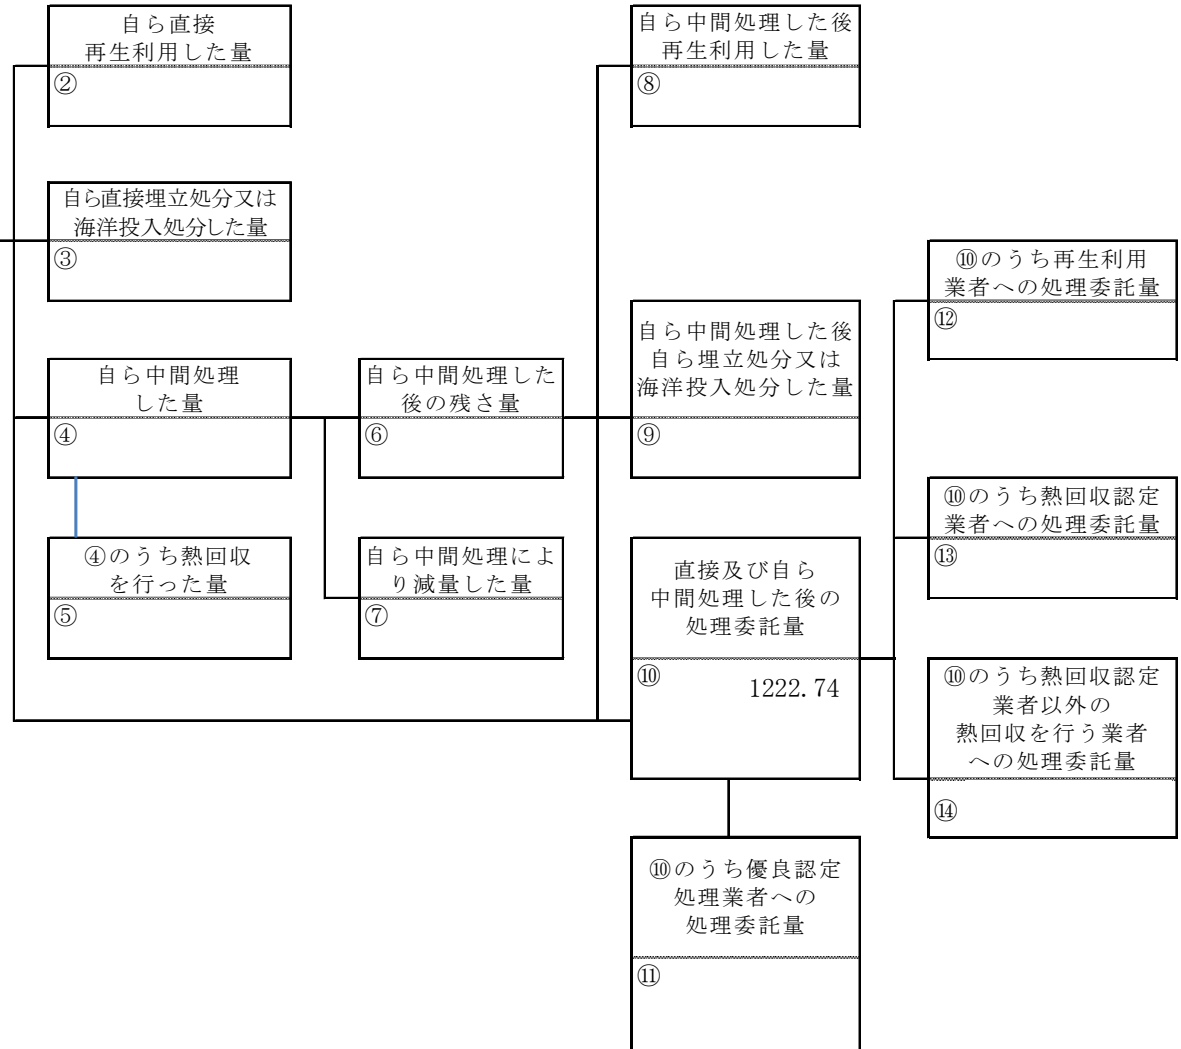 自ら直接
再生利用した量
②
自ら直接埋立処分又は
海洋投入処分した量
③
自ら中間処理
した量
④
④のうち熱回収
を行った量
⑤
自ら中間処理した
後の残さ量
⑥
自ら中間処理によ
り減量した量
⑦
自ら中間処理した後
再生利用した量
⑧
自ら中間処理した後
自ら埋立処分又は
海洋投入処分した量
⑨
直接及び自ら
中間処理した後の
処理委託量
⑩
1222.74
⑩のうち優良認定
処理業者への
処理委託量
⑪
⑩のうち再生利用
業者への処理委託量
⑫
⑩のうち熱回収認定
業者への処理委託量
⑬
⑩のうち熱回収認定
業者以外の
熱回収を行う業者
への処理委託量
⑭